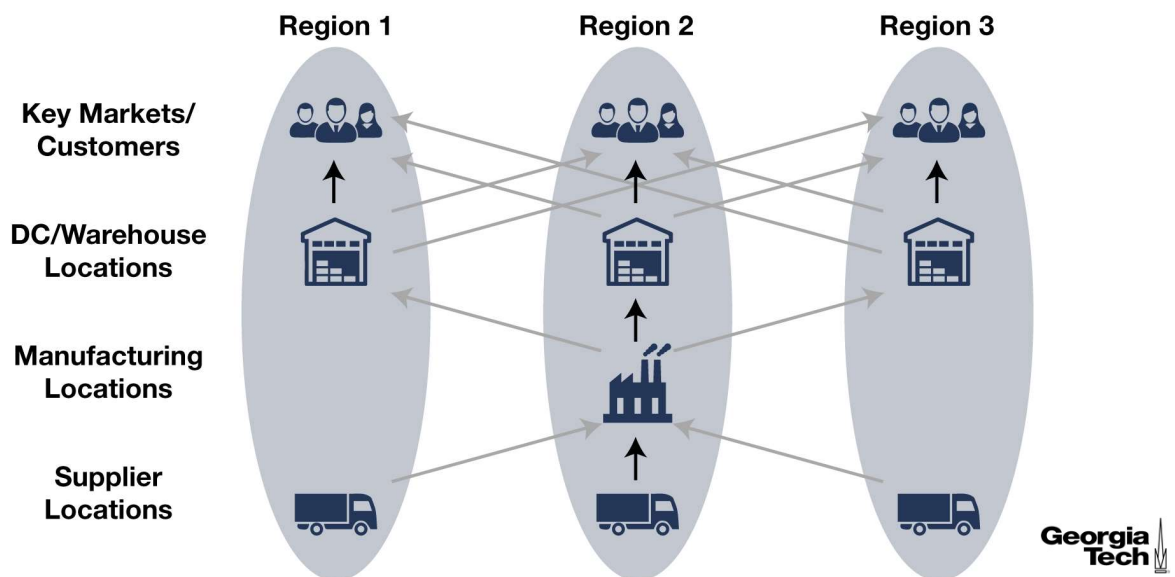 Region 1
Region 2
Region 3
Key Markets/
Customers
DC/Warehouse
Locations
Manufacturing
Locations
Supplier
Locations
Georgia
Tech